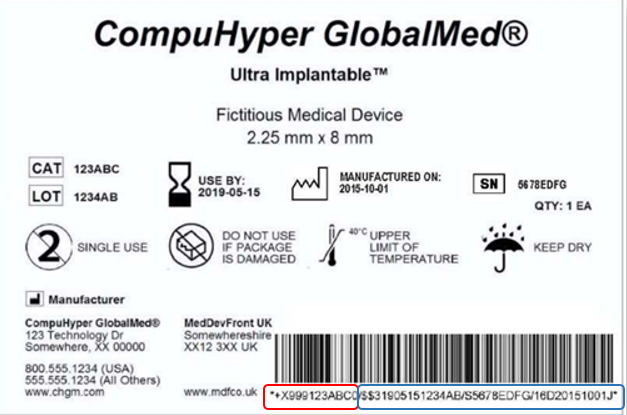 CompuHyper GlobalMed®
Ultra Implantable™
Fictitious Medical Device
2.25 mm x 8 mm
CAT 123ABC
LOT 1234AB
USE BY:
2019-05-15
MANUFACTURED ON:
2015-10-01
SN 5678EDFG
QTY: 1 EA
2 SINGLE USE
DO NOT USE
IF PACKAGE
IS DAMAGED
40°C UPPER
LIMIT OF
TEMPERATURE
KEEP DRY
Manufacturer
CompuHyper GlobalMed®
123 Technology Dr
Somewhere, XX 00000
800.555.1234 (USA)
555.555.1234 (All Others)
www.chgm.com
MedDevFront UK
Somewhereshire
XX12 3XX UK
www.mdfco.uk
*+X999123ABC0/$$31905151234AB/S5678EDFG/16D20151001J*